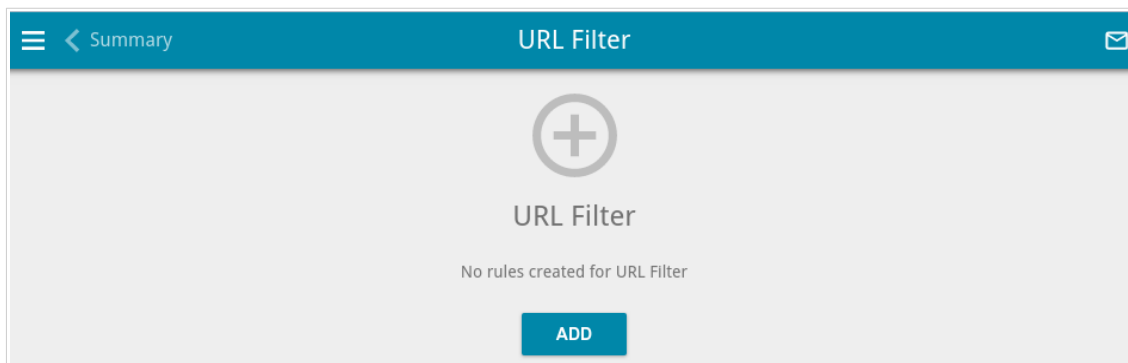 Summary
URL Filter
URL Filter
No rules created for URL Filter
ADD